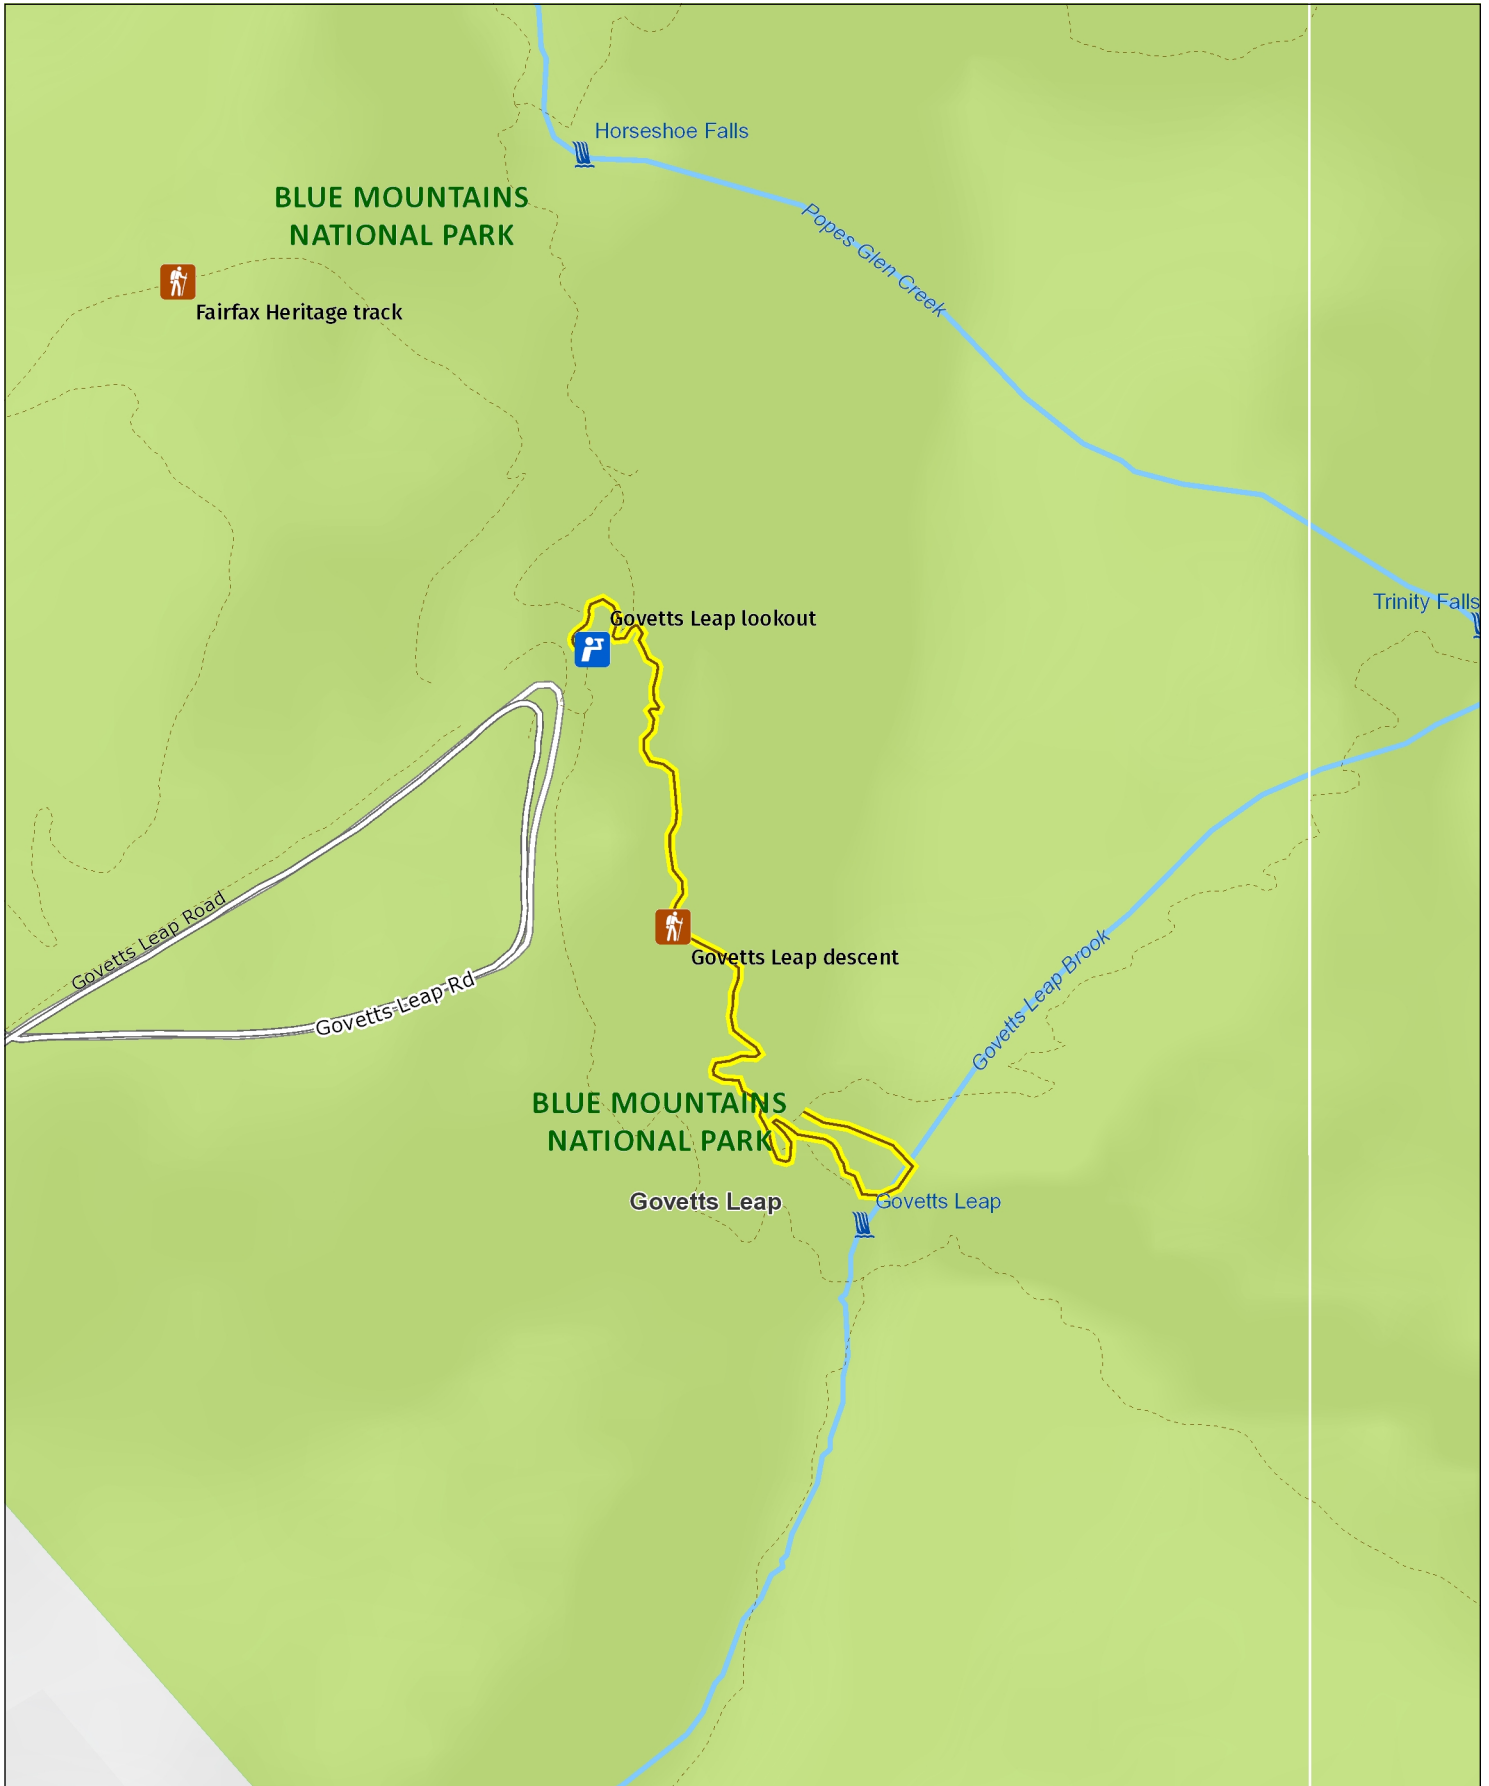 Horseshoe Falls
BLUE MOUNTAINS
NATIONAL PARK
Popes Glen Creek
Fairfax Heritage track
Trinity Falls
Govetts Leap lookout
Govetts Leap Road
Govetts Leap descent
Govetts Leap Brook
Govetts Leap Rd
BLUE MOUNTAINS
NATIONAL PARK
Govetts Leap
Govetts Leap